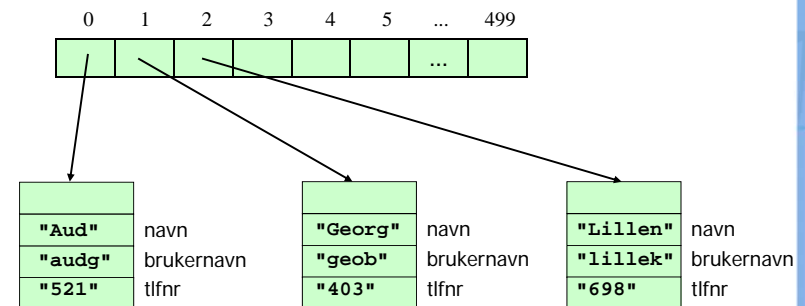 0 1 2 3 4 5 ... 499
...
"Aud" navn "Georg" navn "Lillen" navn
"audg" brukernavn "geob" brukernavn "lillek" brukernavn
"521" tlfnr "403" tlfnr "698" tlfnr